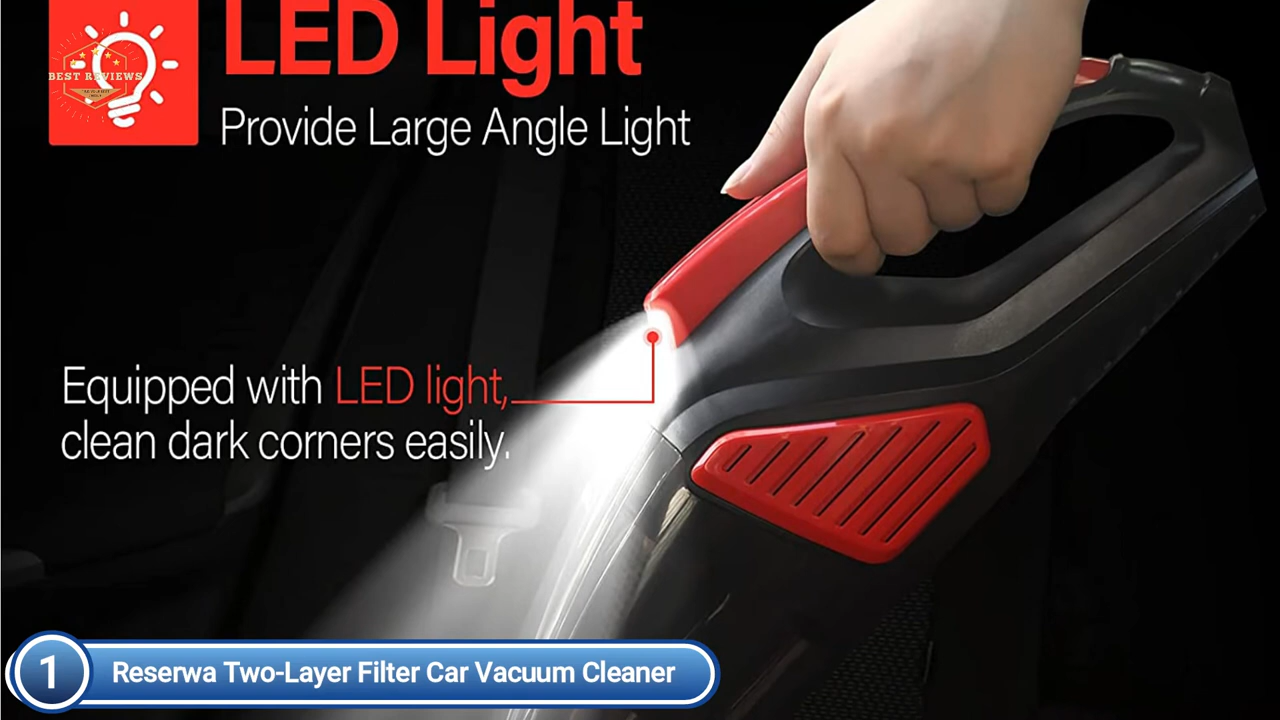 LED Light
BEST REVIEWS
Provide Large Angle Light
Equipped with LED light,
clean dark corners easily.
1
Reserwa Two-Layer Filter Car Vacuum Cleaner